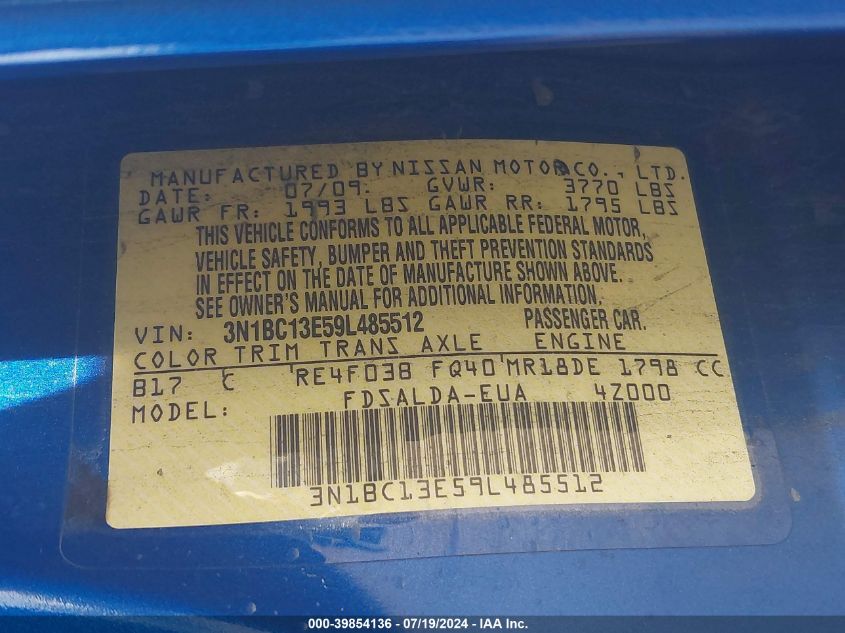 MANUFACTURED BY NISSAN MOTOR CO., LTD.
DATE: 07/09. GVWR: 3770 LBS
GAWR FR: 1993 LBS GAWR RR: 1795 LBS
THIS VEHICLE CONFORMS TO ALL APPLICABLE FEDERAL MOTOR,
VEHICLE SAFETY, BUMPER AND THEFT PREVENTION STANDARDS
IN EFFECT ON THE DATE OF MANUFACTURE SHOWN ABOVE.
SEE OWNER'S MANUAL FOR ADDITIONAL INFORMATION.
VIN: 3N1BC13E59L485512 PASSENGER CAR.
COLOR TRIM TRANS AXLE ENGINE
B17 C RE4F03B FQ40 MR18DE 1798 CC
MODEL: FDSALDA-EUA 4Z000
3N1BC13E59L485512
000-39854136 - 07/19/2024 - IAA Inc.